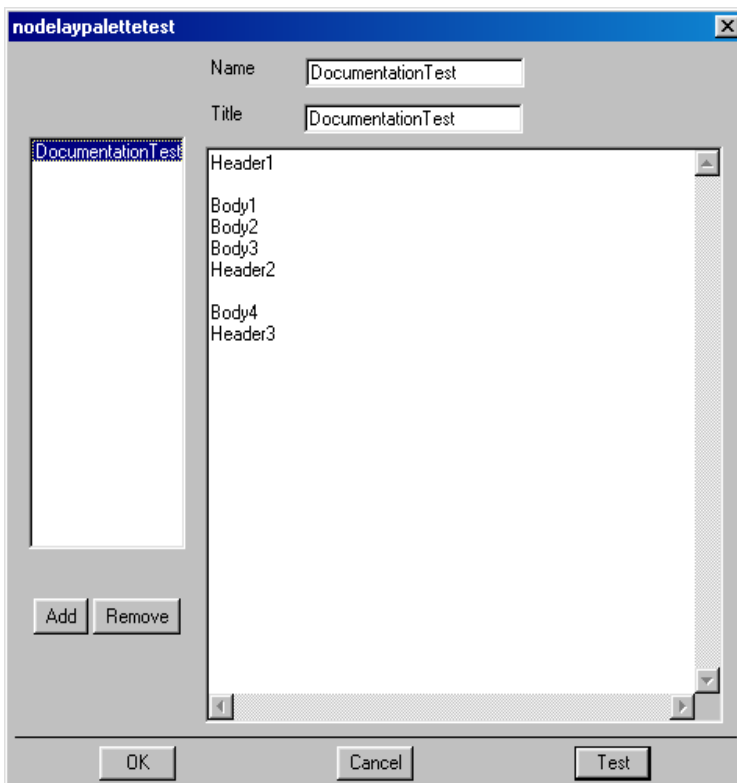 nodelaypalettetest
Name
DocumentationTest
Title
DocumentationTest
DocumentationTest
Header1
Body1
Body2
Body3
Header2
Body4
Header3
Add
Remove
OK
Cancel
Test